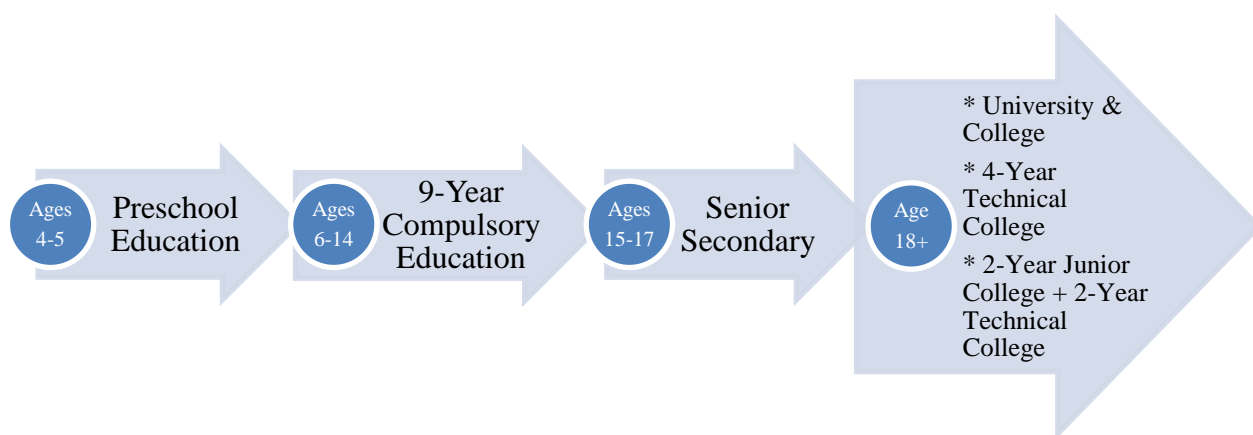 Ages
4-5
Preschool
Education
Ages
6-14
9-Year
Compulsory
Education
Ages
15-17
Senior
Secondary
Age
18+
* University &
College
* 4-Year
Technical
College
* 2-Year Junior
College + 2-Year
Technical
College